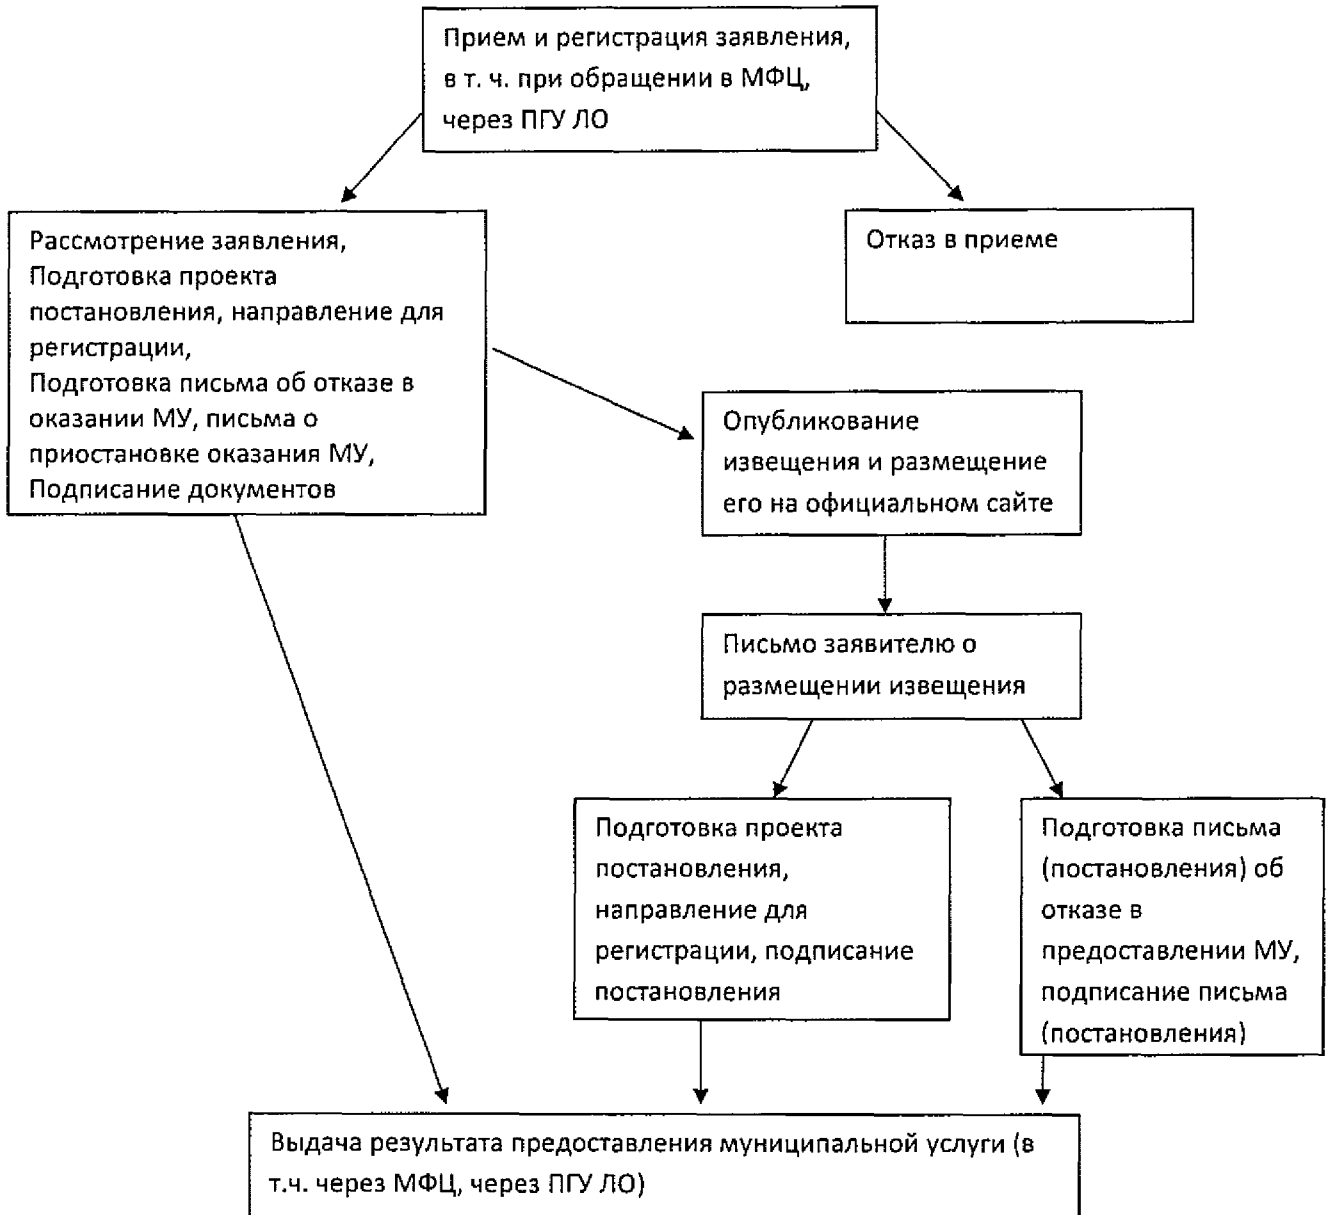 Прием и регистрация заявления,
в т. ч. при обращении в МФЦ,
через ПГУ ЛО
Рассмотрение заявления,
Подготовка проекта
постановления, направление для
регистрации,
Подготовка письма об отказе в
оказании МУ, письма о
приостановке оказания МУ,
Подписание документов
Отказ в приеме
Опубликование
извещения и размещение
его на официальном сайте
Письмо заявителю о
размещении извещения
Подготовка проекта
постановления,
направление для
регистрации, подписание
постановления
Подготовка письма
(постановления) об
отказе в
предоставлении МУ,
подписание письма
(постановления)
Выдача результата предоставления муниципальной услуги (в
т.ч. через МФЦ, через ПГУ ЛО)